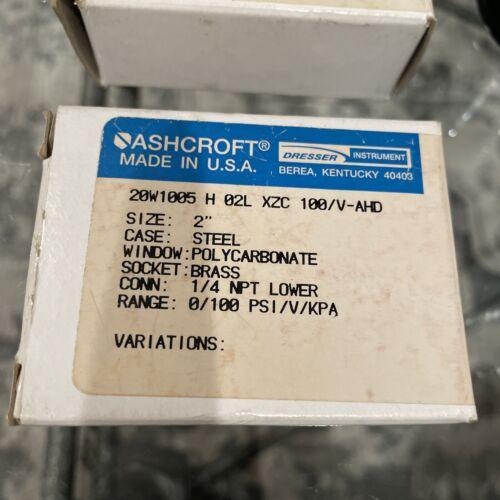 ASHCROFT®
MADE IN U.S.A.
DRESSER INSTRUMENT
BEREA, KENTUCKY 40403
20W1005 H 02L XZC 100/V-AHD
SIZE: 2"
CASE: STEEL
WINDOW:POLYCARBONATE
SOCKET:BRASS
CONN: 1/4 NPT LOWER
RANGE: 0/100 PSI/V/KPA
VARIATIONS: